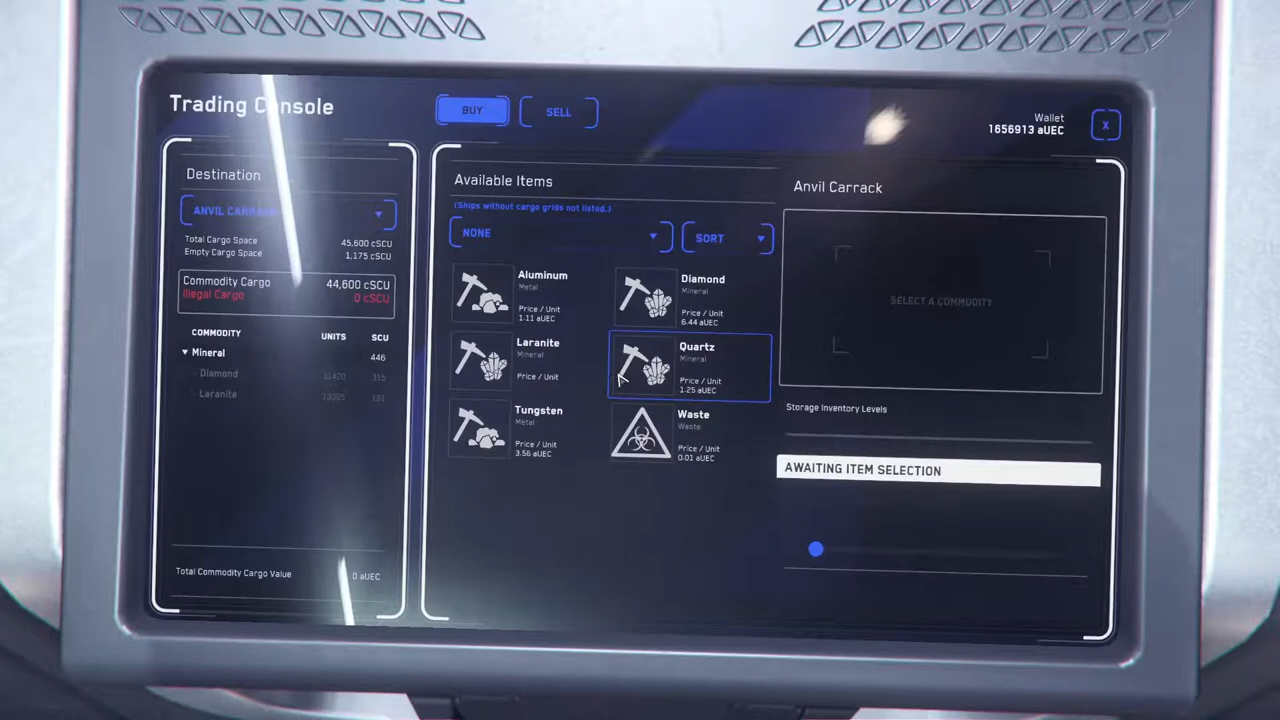 Trading Console
BUY
SELL
Wallet
1656913 aUEC
X
Destination
ANVIL CARRACK
Total Cargo Space 45,600 cSCU
Empty Cargo Space 1,175 cSCU
Commodity Cargo 44,600 cSCU
Illegal Cargo 0 cSCU
COMMODITY UNITS SCU
Mineral 446
Diamond 31420 315
Laranite 131
Total Commodity Cargo Value 0 aUEC
Available Items
(Ships without cargo grids not listed.)
NONE
SORT
Aluminum
Metal
Price / Unit
1.11 aUEC
Diamond
Mineral
Price / Unit
6.44 aUEC
Laranite
Mineral
Price / Unit
Quartz
Mineral
Price / Unit
1.25 aUEC
Tungsten
Metal
Price / Unit
3.56 aUEC
Waste
Waste
Price / Unit
0.01 aUEC
Anvil Carrack
SELECT A COMMODITY
Storage Inventory Levels
AWAITING ITEM SELECTION